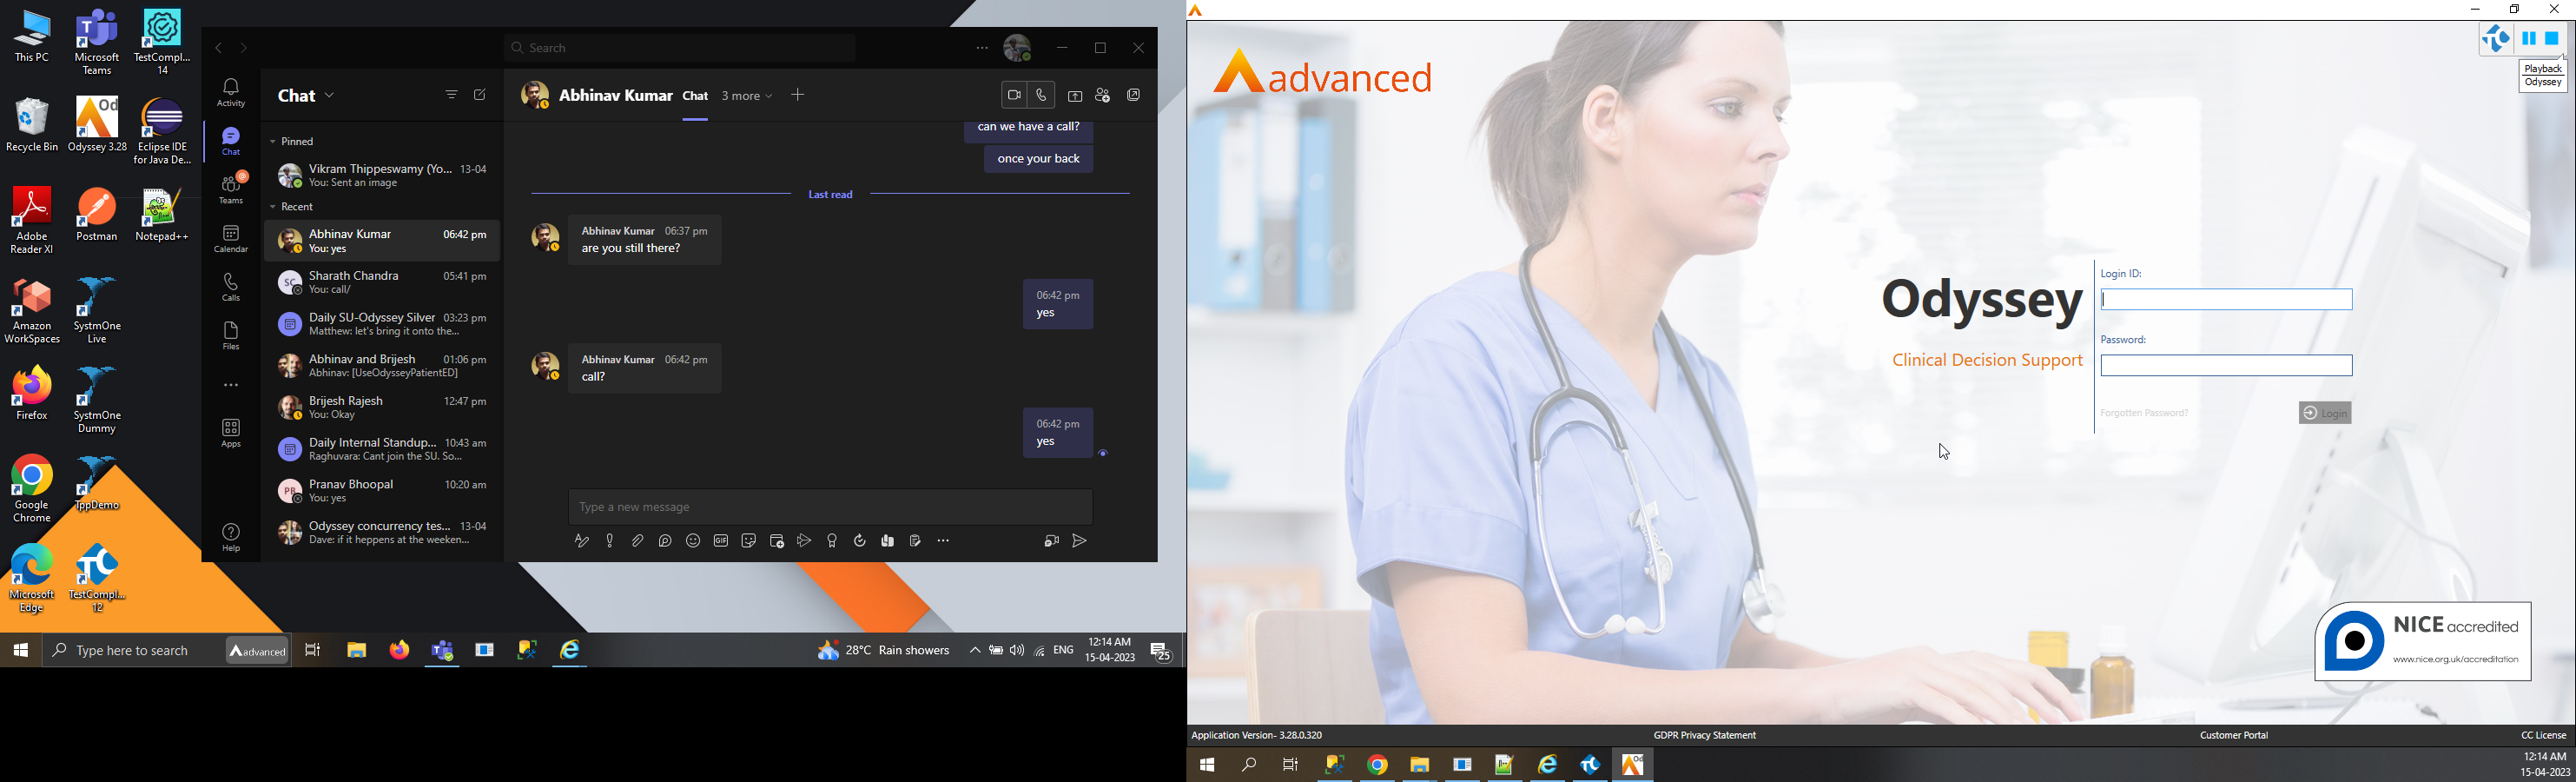 This PC
Microsoft
Teams
TestCompl...
14
Recycle Bin
Odyssey 3.28
Eclipse IDE
for Java De...
Adobe
Reader XI
Postman
Notepad++
Amazon
WorkSpaces
SystmOne
Live
Firefox
SystmOne
Dummy
Google
Chrome
TppDemo
Microsoft
Edge
TestCompl...
12
Search
Activity
Chat
Teams
Calendar
Calls
Files
Apps
Help
Chat
Pinned
Vikram Thippeswamy (Yo... 13-04
You: Sent an image
Recent
Abhinav Kumar 06:42 pm
You: yes
SC
Sharath Chandra 05:41 pm
You: call/
Daily SU-Odyssey Silver 03:23 pm
Matthew: let's bring it onto the...
Abhinav and Brijesh 01:06 pm
Abhinav: [UseOdysseyPatientED]
Brijesh Rajesh 12:47 pm
You: Okay
Daily Internal Standup... 10:43 am
Raghuvara: Cant join the SU. So...
PB
Pranav Bhoopal 10:20 am
You: yes
Odyssey concurrency tes... 13-04
Dave: if it heppens at the weeken...
Abhinav Kumar Chat 3 more
can we have a call?
once your back
Last read
Abhinav Kumar 06:37 pm
are you still there?
06:42 pm
yes
Abhinav Kumar 06:42 pm
call?
06:42 pm
yes
Type a new message
GIF
Type here to search
advanced
28°C Rain showers
ENG
12:14 AM
15-04-2023
25
advanced
Playback
Odyssey
Odyssey
Clinical Decision Support
Login ID:
Password:
Forgotten Password?
Login
NICE accredited
www.nice.org.uk/accreditation
Application Version- 3.28.0.320
GDPR Privacy Statement
Customer Portal
CC License
12:14 AM
15-04-2023